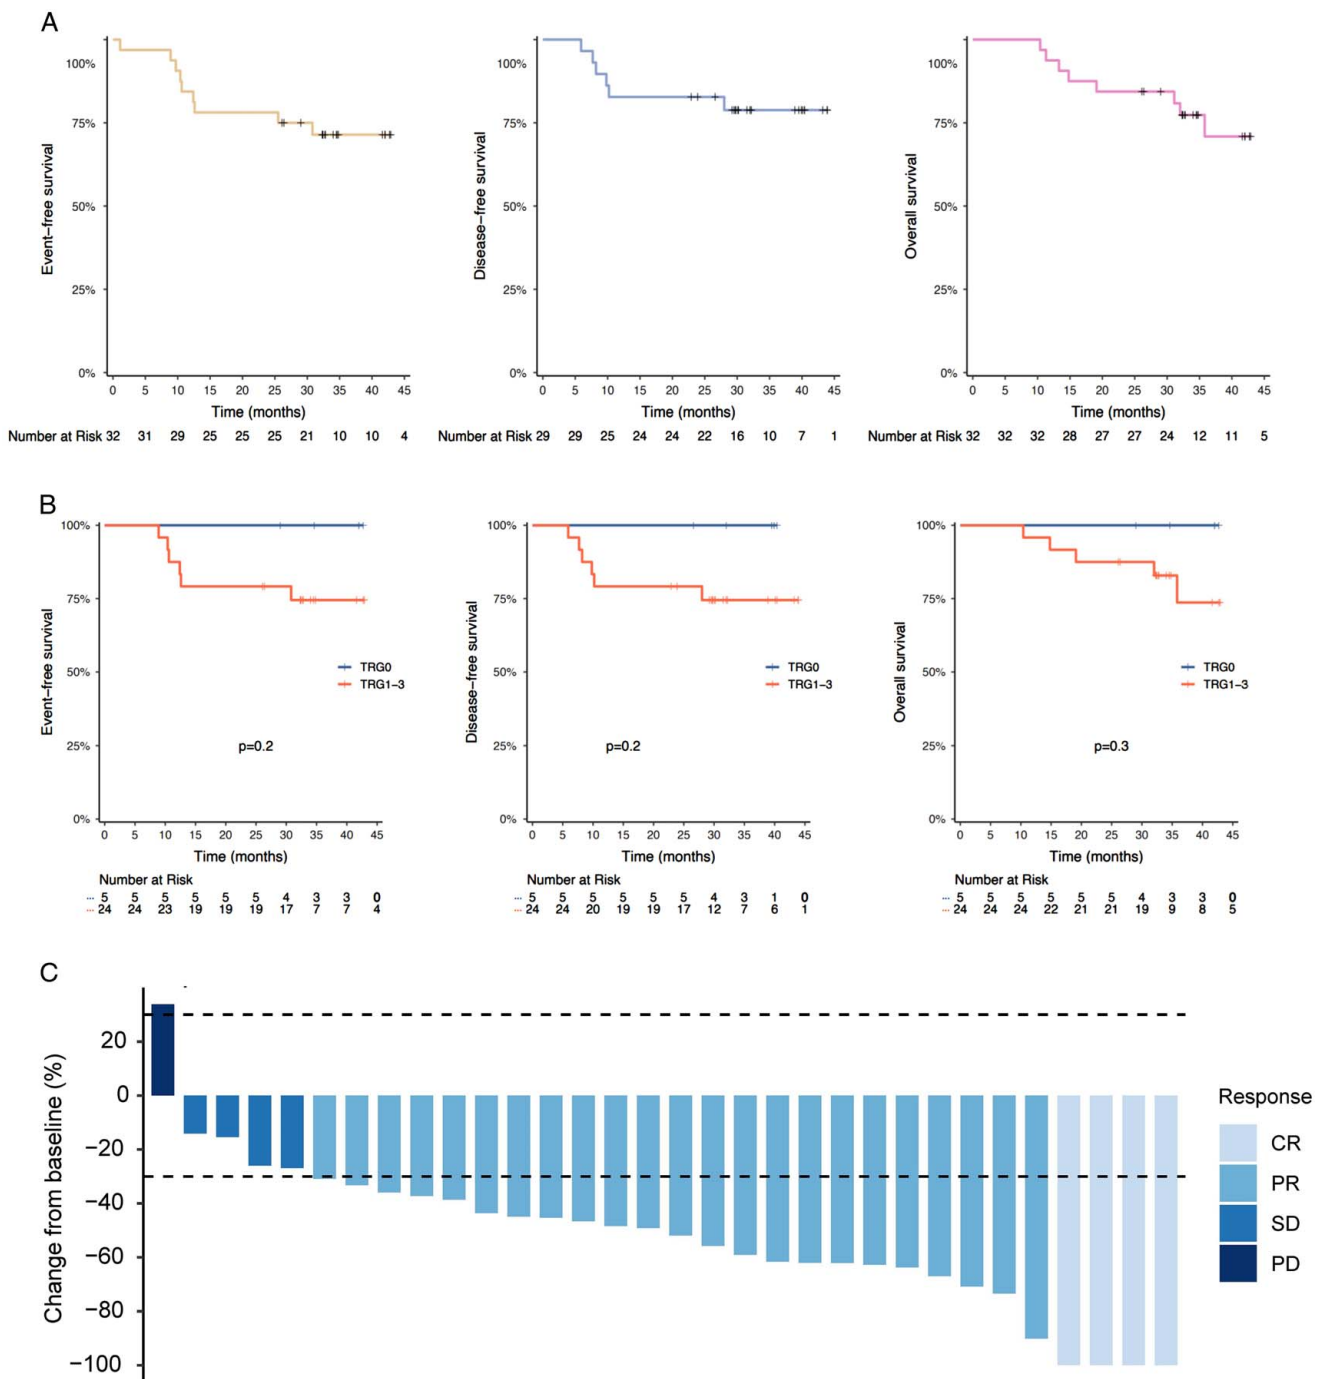 A
Event-free survival
100%
75%
50%
25%
0%
0 5 10 15 20 25 30 35 40 45
Time (months)
Number at Risk 32 31 29 25 25 25 21 10 10 4
Disease-free survival
100%
75%
50%
25%
0%
0 5 10 15 20 25 30 35 40 45
Time (months)
Number at Risk 29 29 25 24 24 22 16 10 7 1
Overall survival
100%
75%
50%
25%
0%
0 5 10 15 20 25 30 35 40 45
Time (months)
Number at Risk 32 32 32 28 27 27 24 12 11 5
B
Event-free survival
100%
75%
50%
25%
0%
TRG0
TRG1-3
p=0.2
0 5 10 15 20 25 30 35 40 45
Time (months)
Number at Risk
5 5 5 5 5 5 4 3 3 0
24 24 23 19 19 19 17 7 7 4
Disease-free survival
100%
75%
50%
25%
0%
TRG0
TRG1-3
p=0.2
0 5 10 15 20 25 30 35 40 45
Time (months)
Number at Risk
5 5 5 5 5 5 4 3 1 0
24 24 20 19 19 17 12 7 6 1
Overall survival
100%
75%
50%
25%
0%
TRG0
TRG1-3
p=0.3
0 5 10 15 20 25 30 35 40 45
Time (months)
Number at Risk
5 5 5 5 5 5 4 3 3 0
24 24 24 22 21 21 19 9 8 5
C
Change from baseline (%)
20
0
−20
−40
−60
−80
−100
Response
CR
PR
SD
PD